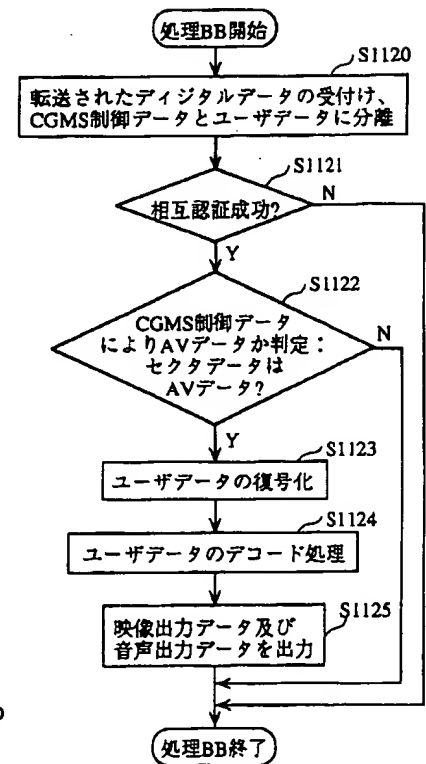 処理BB開始
S1120
転送されたディジタルデータの受付け、
CGMS制御データとユーザデータに分離
S1121
相互認証成功?
N
Y
S1122
CGMS制御データ
によりAVデータか判定：
セクタデータは
AVデータ?
N
Y
S1123
ユーザデータの復号化
S1124
ユーザデータのデコード処理
S1125
映像出力データ及び
音声出力データを出力
処理BB終了